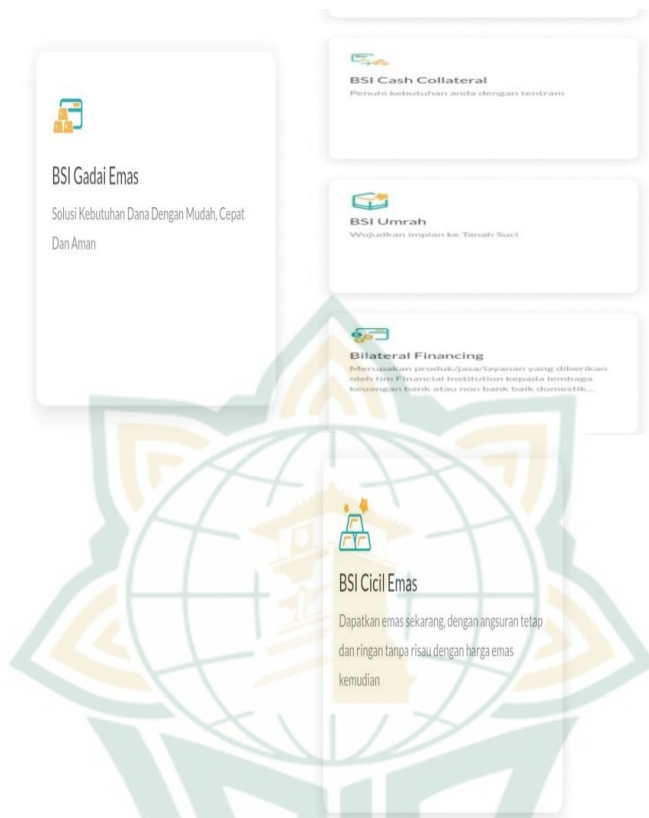 BSI Gadai Emas
Solusi Kebutuhan Dana Dengan Mudah, Cepat
Dan Aman
BSI Cash Collateral
Penuhi kebutuhan anda dengan tentram
BSI Umrah
Wujudkan impian ke Tanah Suci
Bilateral Financing
Merupakan produk/jasa/layanan yang diberikan
oleh tim Financial Institution kepada lembaga
keuangan bank atau non bank baik domestik...
BSI Cicil Emas
Dapatkan emas sekarang, dengan angsuran tetap
dan ringan tanpa risau dengan harga emas
kemudian